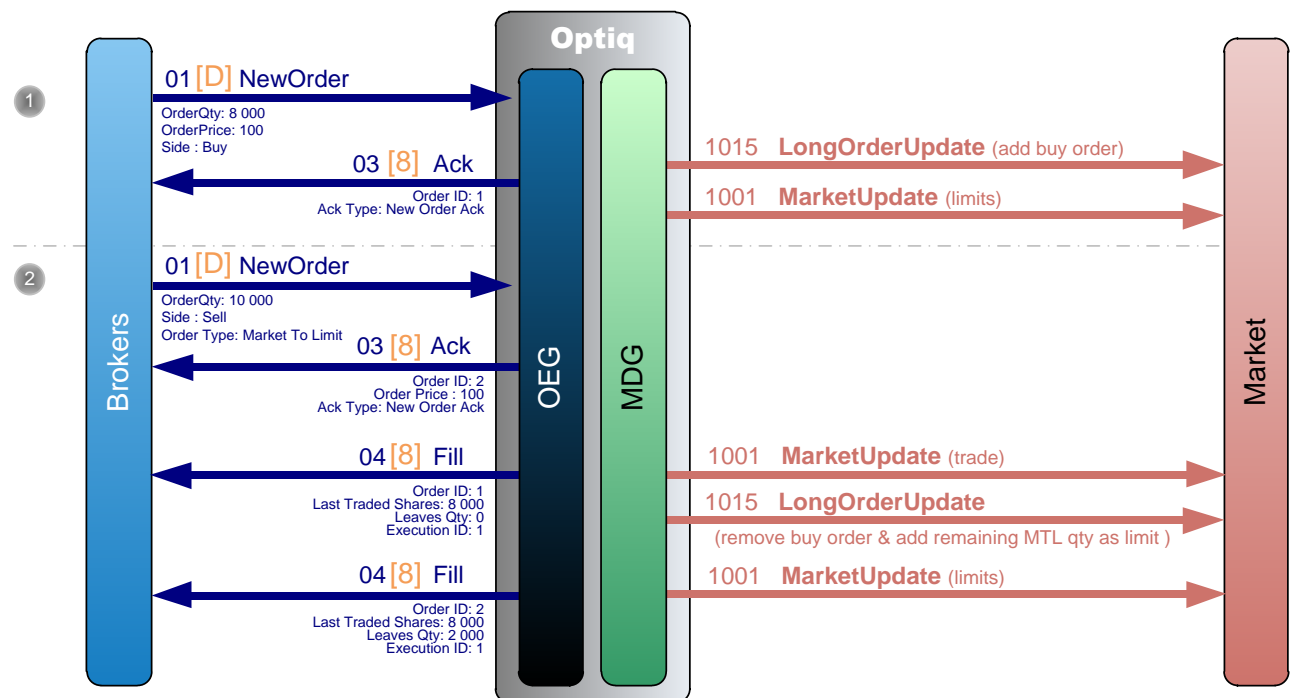 Optiq
1
01 [D] NewOrder
OrderQty: 8 000
OrderPrice: 100
Side : Buy
03 [8] Ack
Order ID: 1
Ack Type: New Order Ack
1015 LongOrderUpdate (add buy order)
1001 MarketUpdate (limits)
2
01 [D] NewOrder
OrderQty: 10 000
Side : Sell
Order Type: Market To Limit
03 [8] Ack
Order ID: 2
Order Price : 100
Ack Type: New Order Ack
Brokers
OEG
MDG
Market
04 [8] Fill
Order ID: 1
Last Traded Shares: 8 000
Leaves Qty: 0
Execution ID: 1
1001 MarketUpdate (trade)
1015 LongOrderUpdate
(remove buy order & add remaining MTL qty as limit )
04 [8] Fill
Order ID: 2
Last Traded Shares: 8 000
Leaves Qty: 2 000
Execution ID: 1
1001 MarketUpdate (limits)